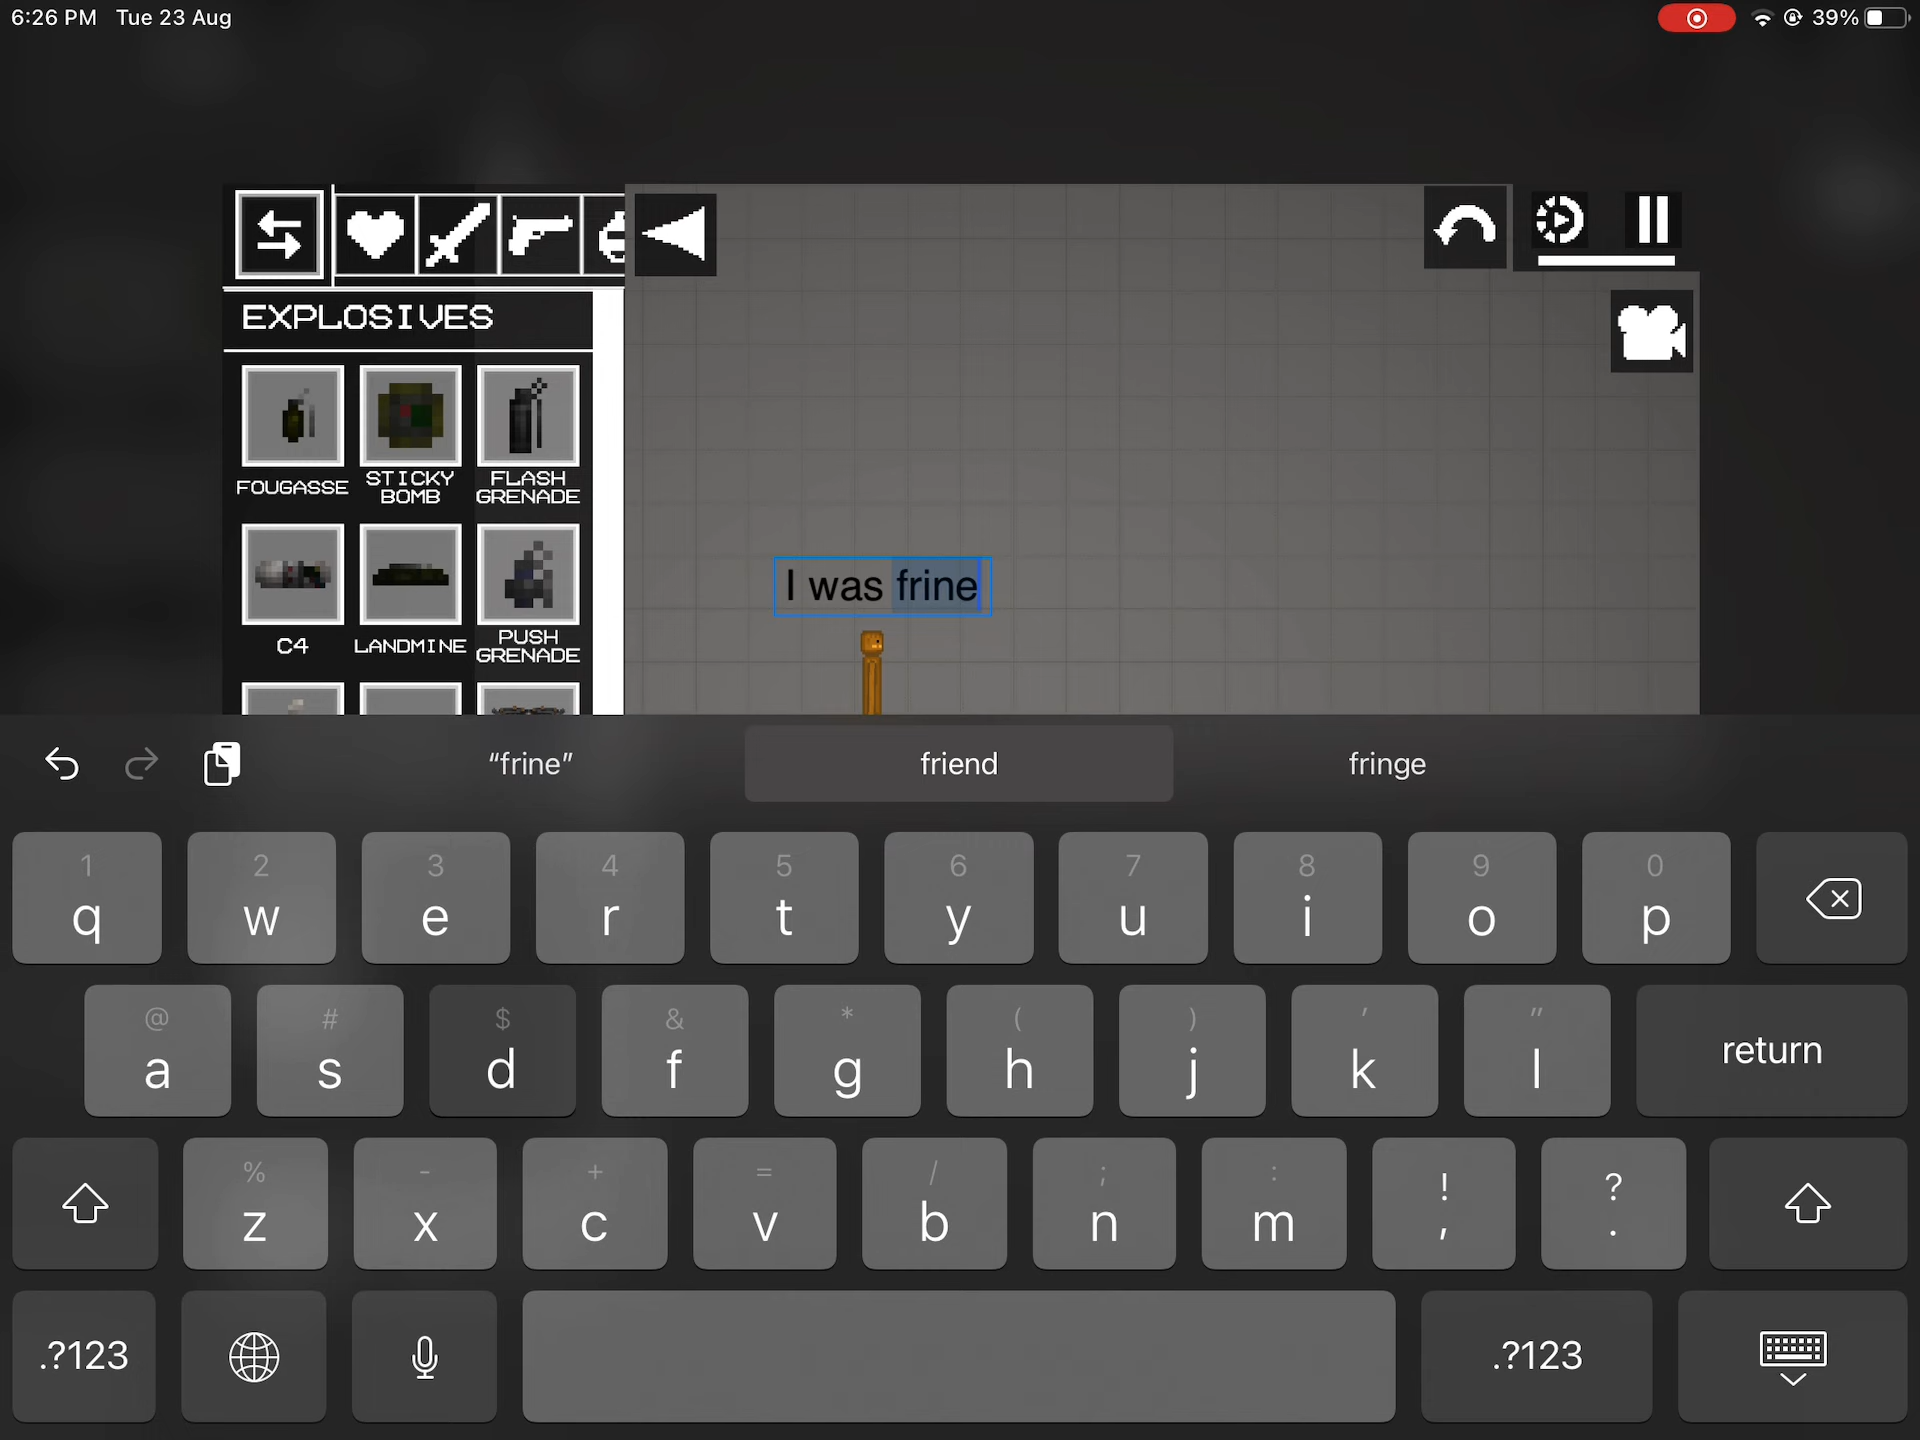 6:26 PM Tue 23 Aug
39%
EXPLOSIVES
FOUGASSE
STICKY BOMB
FLASH GRENADE
C4
LANDMINE
PUSH GRENADE
I was frine
“frine” friend fringe
1 2 3 4 5 6 7 8 9 0
q w e r t y u i o p
@ # $ & * ( ) ' "
a s d f g h j k l return
% - + = / ; : ! ?
z x c v b n m , .
.?123 .?123